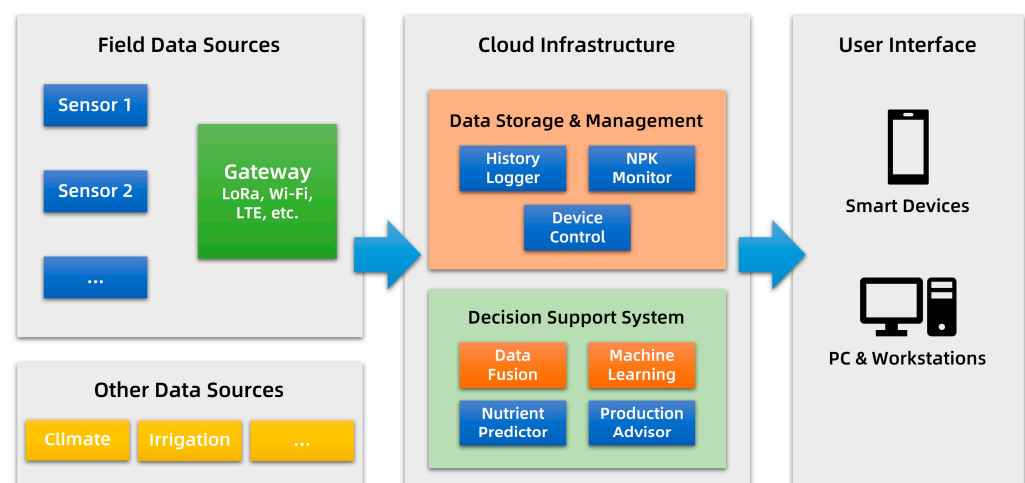 Field Data Sources
Sensor 1
Sensor 2
...
Gateway
LoRa, Wi-Fi,
LTE, etc.
Other Data Sources
Climate
Irrigation
...
Cloud Infrastructure
Data Storage & Management
History
Logger
NPK
Monitor
Device
Control
Decision Support System
Data
Fusion
Machine
Learning
Nutrient
Predictor
Production
Advisor
User Interface
Smart Devices
PC & Workstations